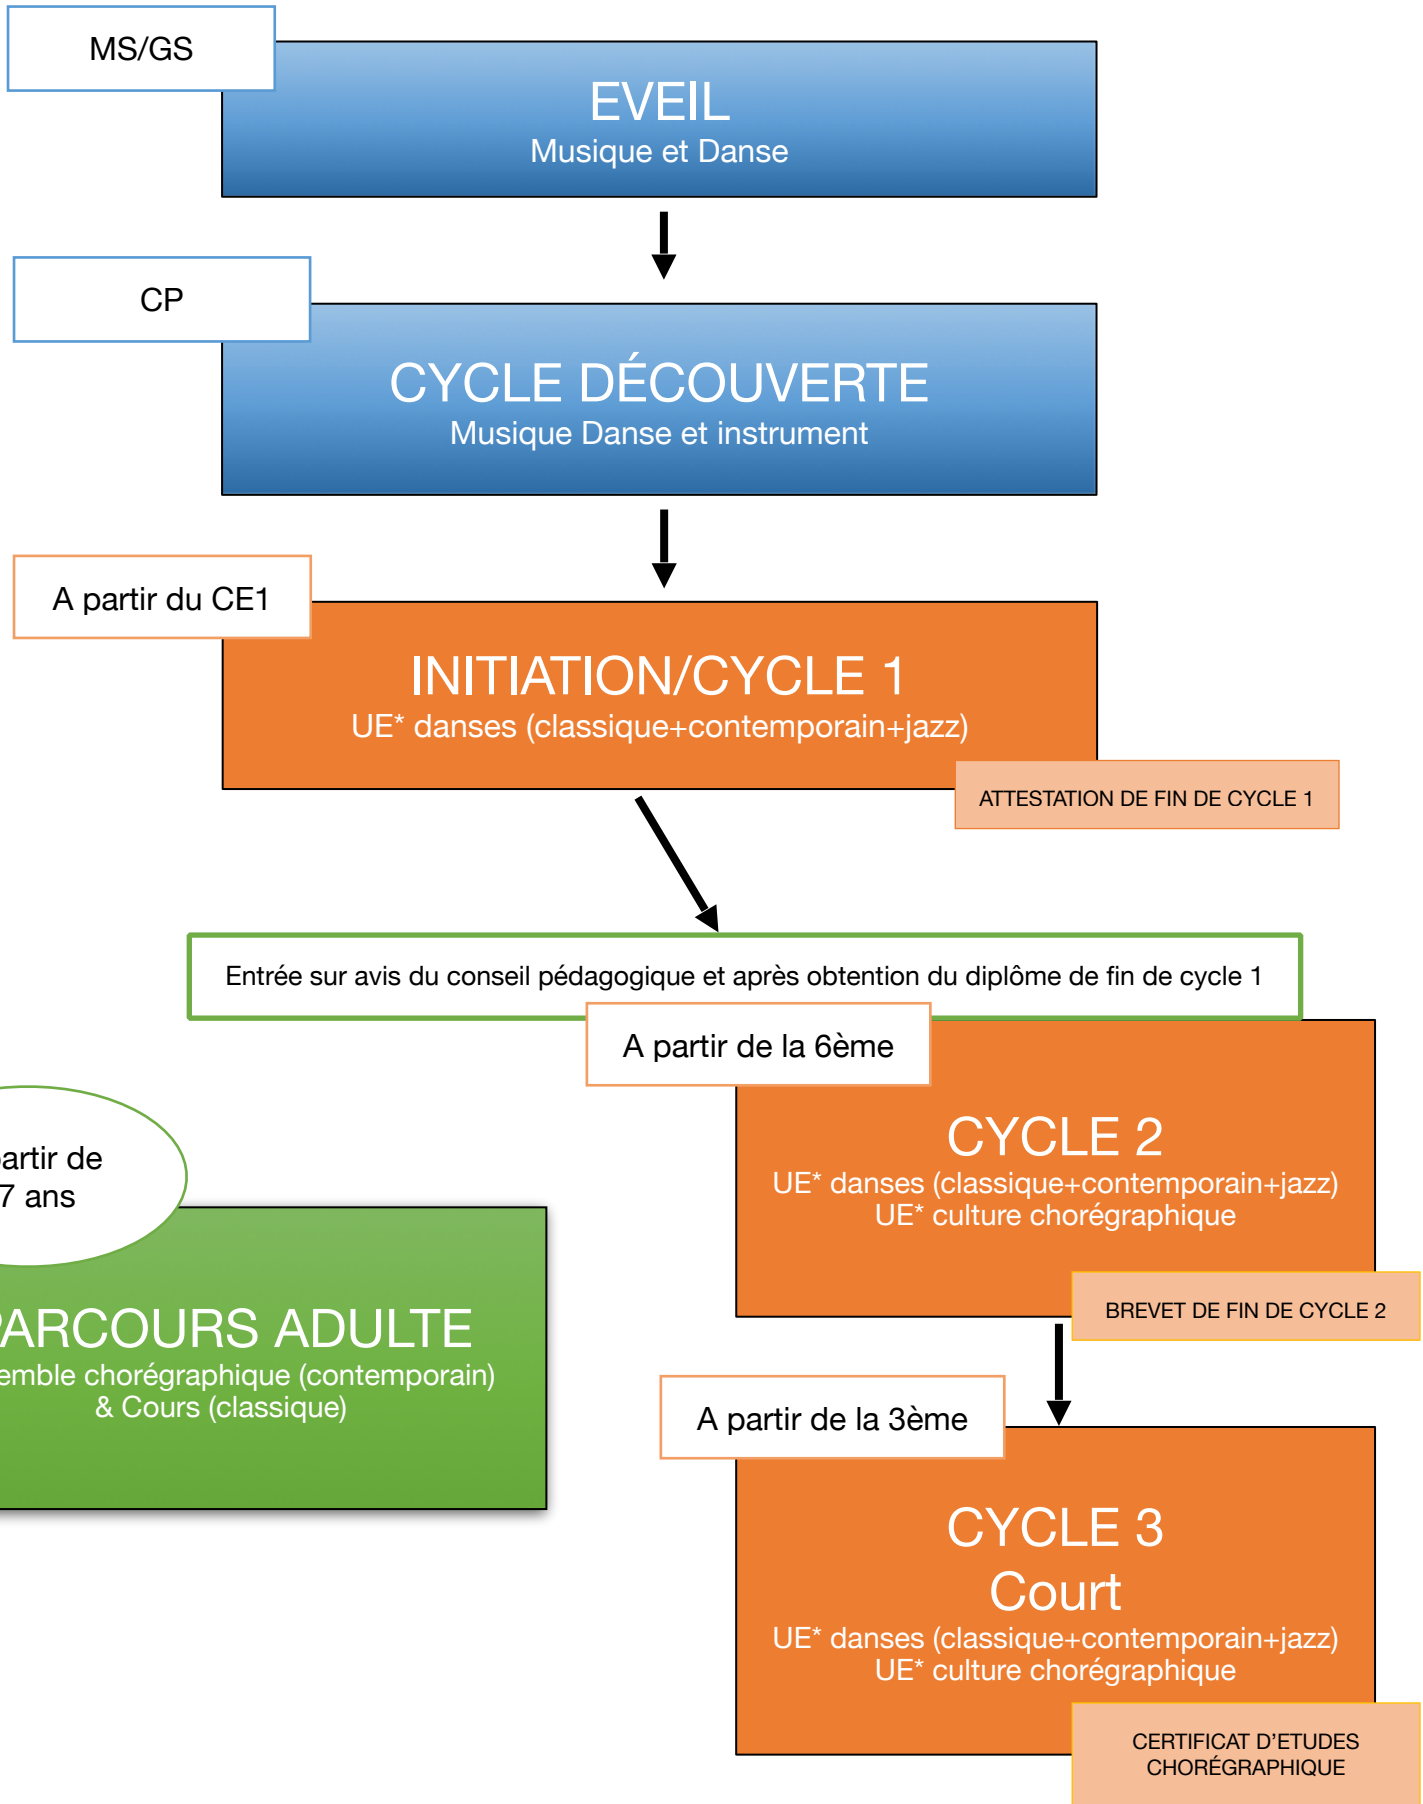 MS/GS
EVEIL
Musique et Danse
CP
CYCLE DÉCOUVERTE
Musique Danse et instrument
A partir du CE1
INITIATION/CYCLE 1
UE* danses (classique+contemporain+jazz)
ATTESTATION DE FIN DE CYCLE 1
Entrée sur avis du conseil pédagogique et après obtention du diplôme de fin de cycle 1
A partir de la 6ème
CYCLE 2
UE* danses (classique+contemporain+jazz)
UE* culture chorégraphique
BREVET DE FIN DE CYCLE 2
partir de
7 ans
PARCOURS ADULTE
emble chorégraphique (contemporain)
& Cours (classique)
A partir de la 3ème
CYCLE 3
Court
UE* danses (classique+contemporain+jazz)
UE* culture chorégraphique
CERTIFICAT D'ETUDES
CHORÉGRAPHIQUE